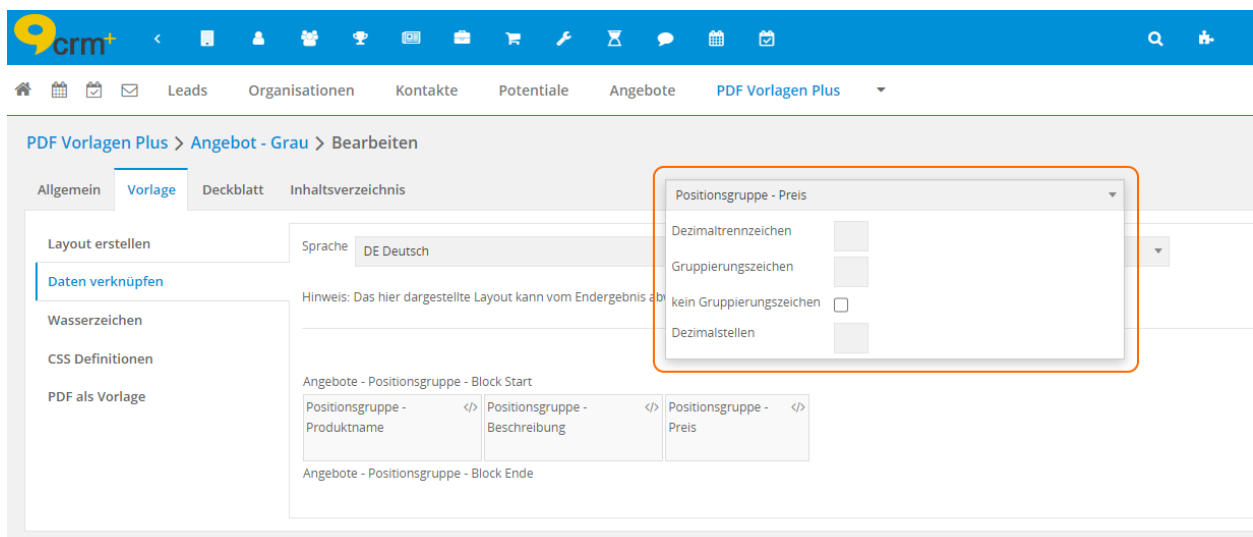 9crm+
Leads Organisationen Kontakte Potentiale Angebote PDF Vorlagen Plus
PDF Vorlagen Plus > Angebot - Grau > Bearbeiten
Allgemein Vorlage Deckblatt Inhaltsverzeichnis
Positionsgruppe - Preis
Dezimaltrennzeichen
Gruppierungszeichen
kein Gruppierungszeichen
Dezimalstellen
Layout erstellen
Daten verknüpfen
Wasserzeichen
CSS Definitionen
PDF als Vorlage
Sprache DE Deutsch
Hinweis: Das hier dargestellte Layout kann vom Endergebnis
Angebote - Positionsgruppe - Block Start
Positionsgruppe - </>
Produktname
Positionsgruppe - </>
Beschreibung
Positionsgruppe - </>
Preis
Angebote - Positionsgruppe - Block Ende